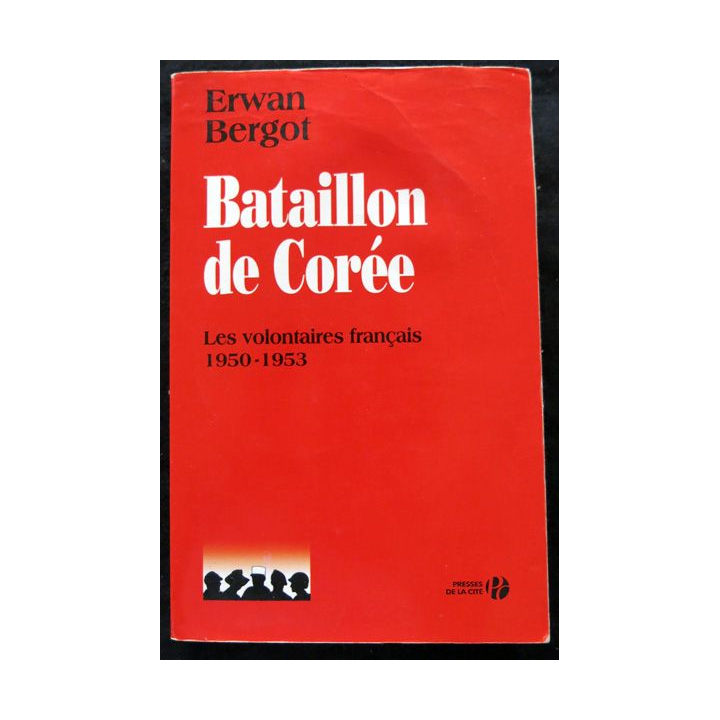 Erwan
Bergot
Bataillon
de Corée
Les volontaires français
1950-1953
PRESSES
DE LA CITÉ